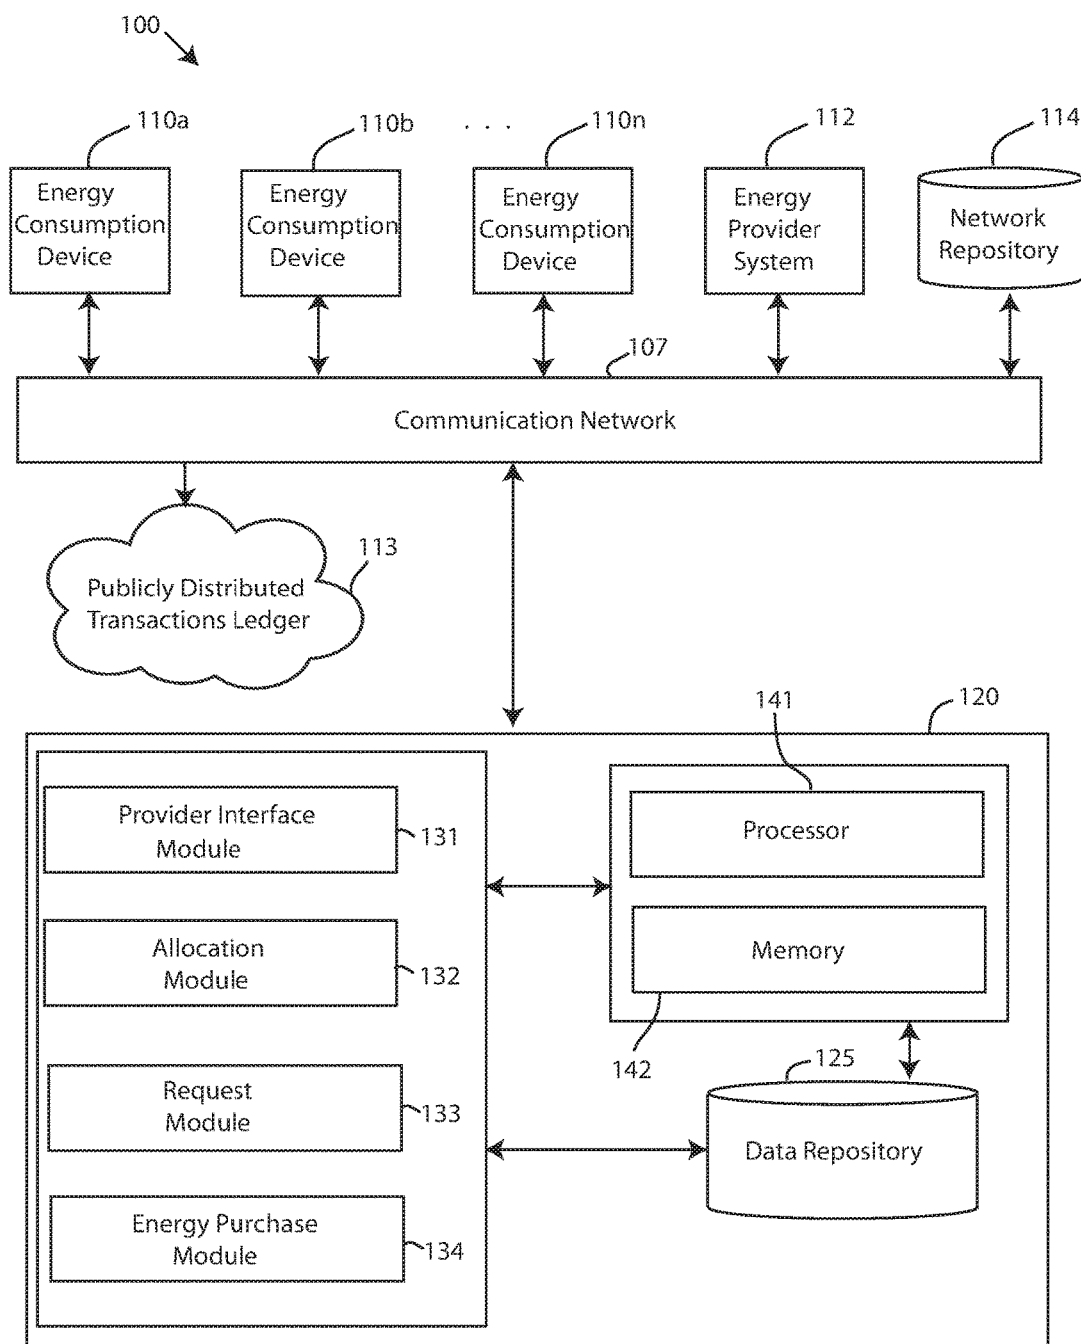 100
110a
110b
. . .
110n
112
114
Energy
Consumption
Device
Energy
Consumption
Device
Energy
Consumption
Device
Energy
Provider
System
Network
Repository
107
Communication Network
113
Publicly Distributed
Transactions Ledger
120
141
Provider Interface
Module
131
Processor
Allocation
Module
132
Memory
142
125
Request
Module
133
Data Repository
Energy Purchase
Module
134